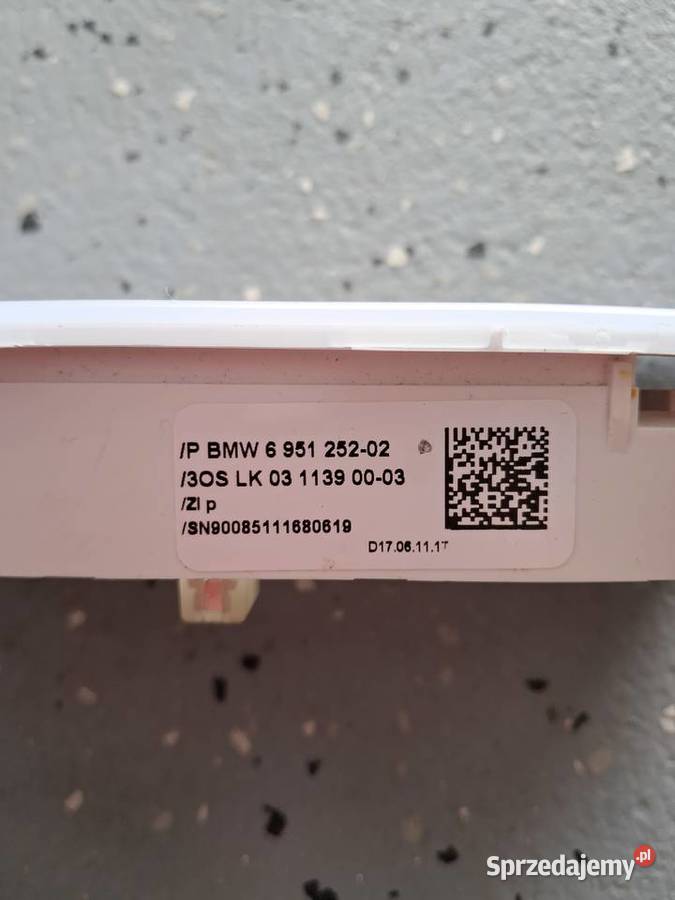 /P BMW 6 951 252-02
/3OS LK 03 1139 00-03
/ZI p
/SN90085111680619
D17.06.11.17
Sprzedajemy.pl